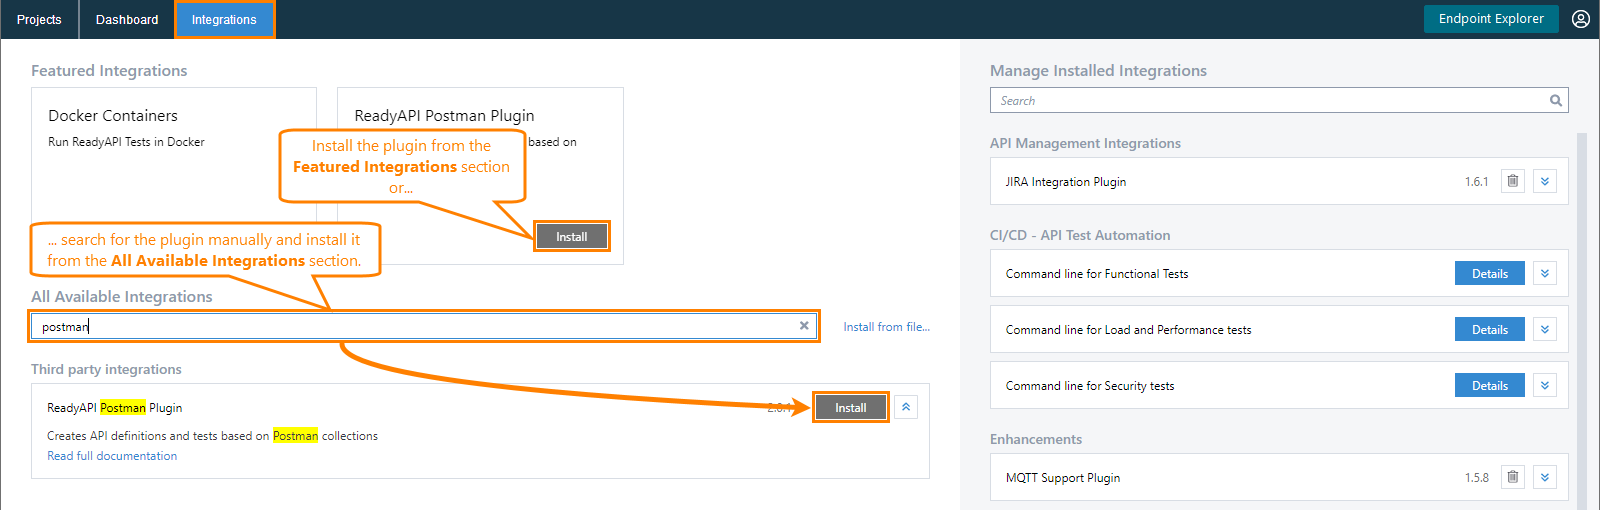 Projects
Dashboard
Integrations
Endpoint Explorer
Featured Integrations
Docker Containers
Run ReadyAPI Tests in Docker
ReadyAPI Postman Plugin
based on
Install the plugin from the
Featured Integrations section
or...
Install
... search for the plugin manually and install it
from the All Available Integrations section.
All Available Integrations
postman
Install from file...
Third party integrations
ReadyAPI Postman Plugin
Install
Creates API definitions and tests based on Postman collections
Read full documentation
Manage Installed Integrations
Search
API Management Integrations
JIRA Integration Plugin
1.6.1
CI/CD - API Test Automation
Command line for Functional Tests
Details
Command line for Load and Performance tests
Details
Command line for Security tests
Details
Enhancements
MQTT Support Plugin
1.5.8